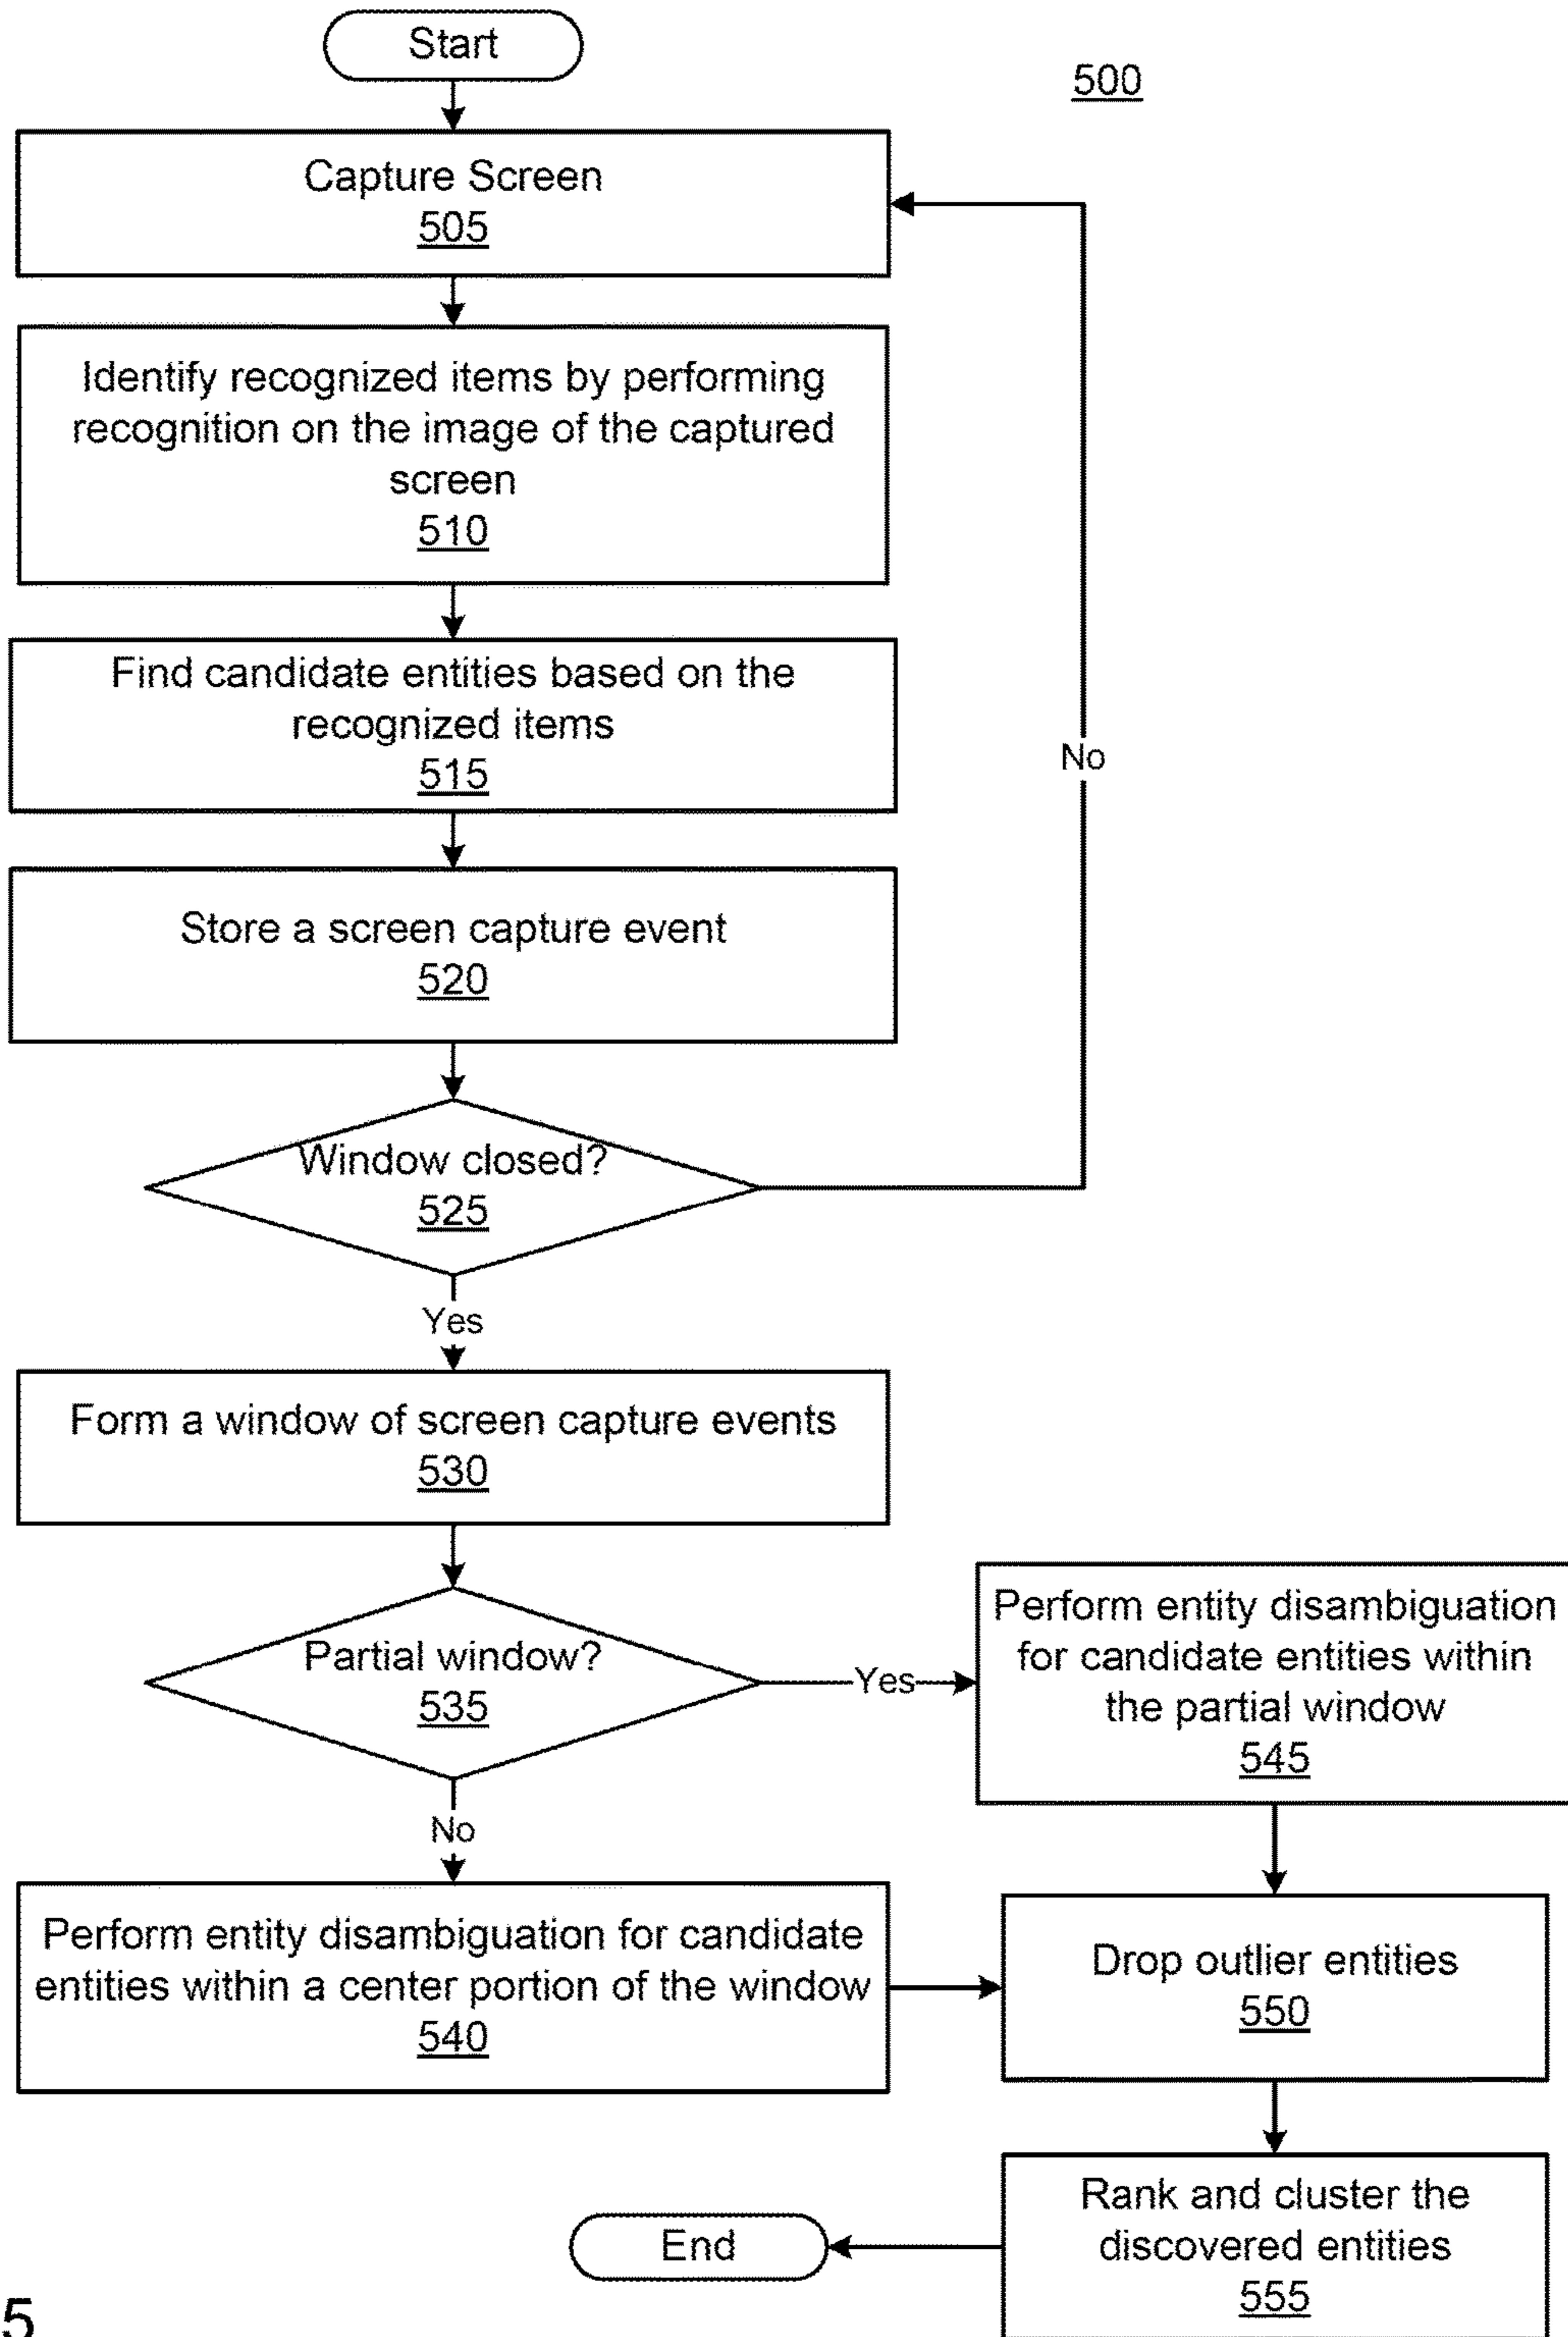 Start
500
Capture Screen
505
Identify recognized items by performing
recognition on the image of the captured
screen
510
Find candidate entities based on the
recognized items
515
No
Store a screen capture event
520
Window closed?
525
Yes
Form a window of screen capture events
530
Partial window?
535
Yes
Perform entity disambiguation
for candidate entities within
the partial window
545
No
Perform entity disambiguation for candidate
entities within a center portion of the window
540
Drop outlier entities
550
Rank and cluster the
discovered entities
555
End
5